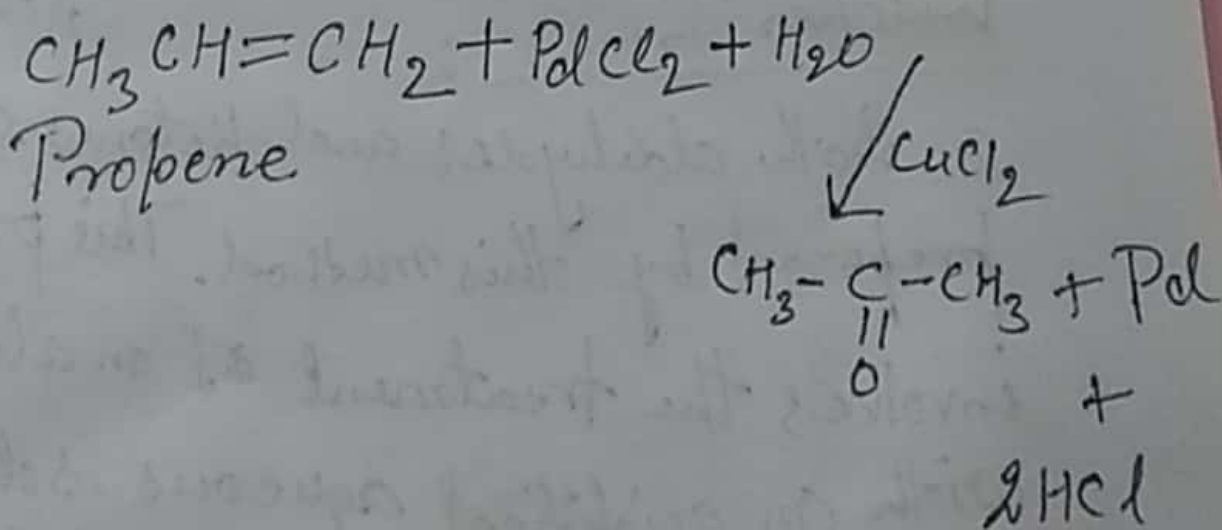 CH₃CH=CH₂ + PdCl₂ + H₂O
Propene
CuCl₂
CH₃-C-CH₃ + Pd
||
O
+
2HCl